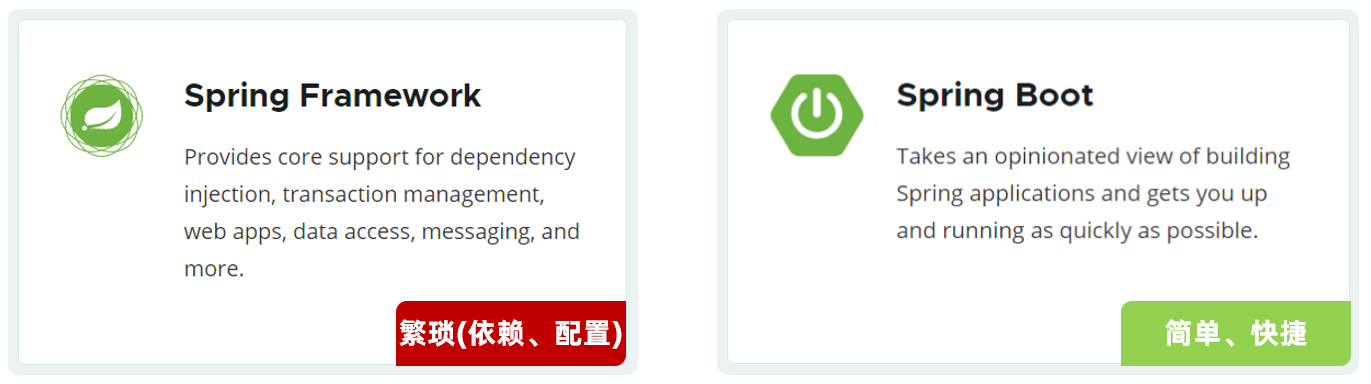 Spring Framework
Provides core support for dependency
injection, transaction management,
web apps, data access, messaging, and
more.
繁琐(依赖、配置)
Spring Boot
Takes an opinionated view of building
Spring applications and gets you up
and running as quickly as possible.
简单、快捷